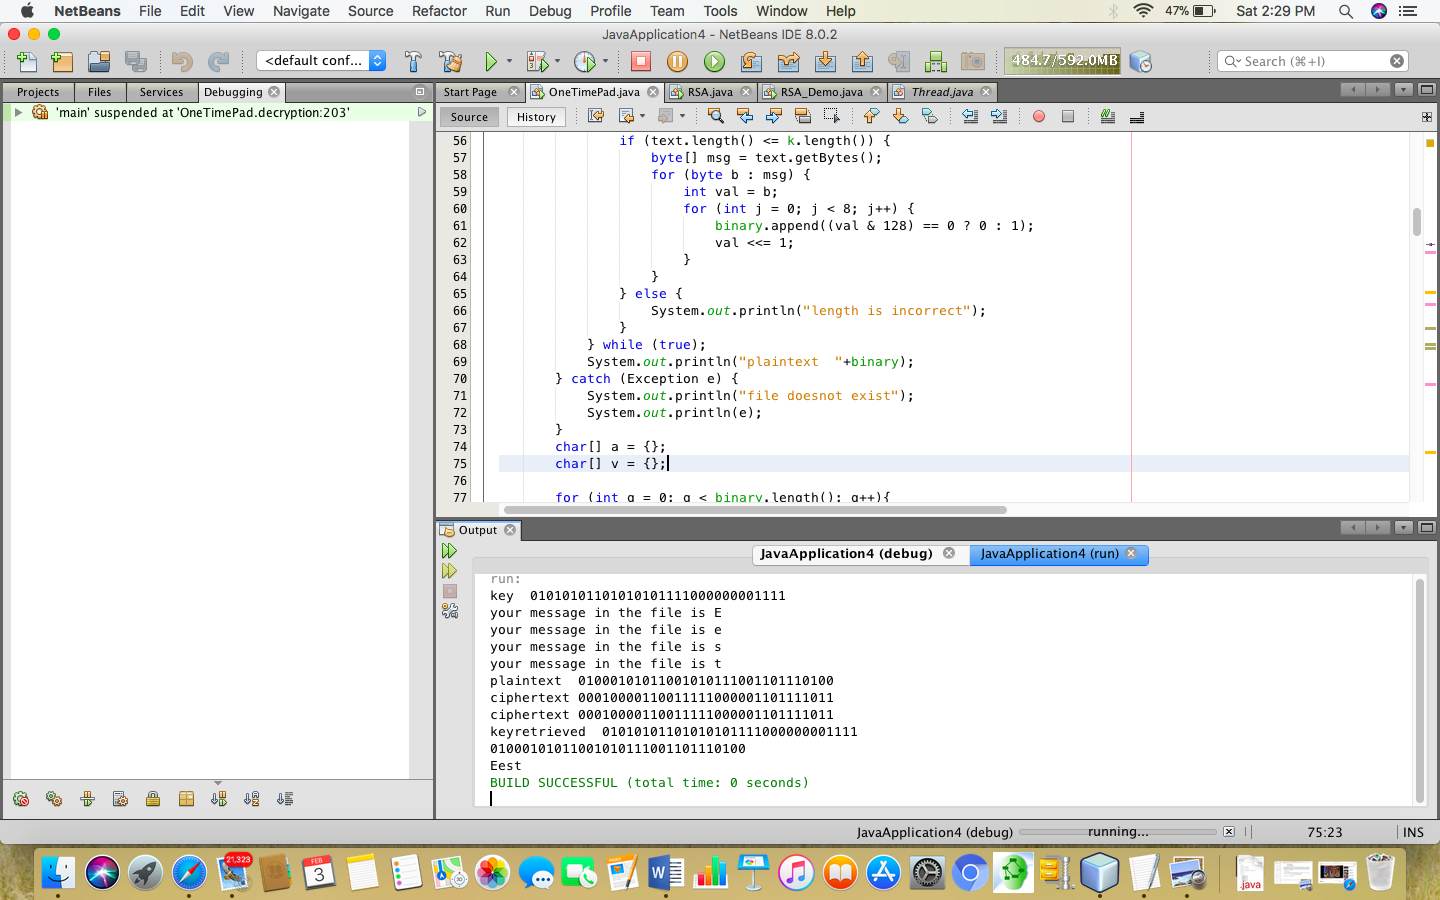 NetBeans File Edit View Navigate Source Refactor Run Debug Profile Team Tools Window Help 47% Sat 2:29 PM
JavaApplication4 - NetBeans IDE 8.0.2
<default conf... 484.7/592.0MB Search (⌘+I)
Projects Files Services Debugging Start Page OneTimePad.java RSA.java RSA_Demo.java Thread.java
'main' suspended at 'OneTimePad.decryption:203' Source History
56 if (text.length() <= k.length()) {
57 byte[] msg = text.getBytes();
58 for (byte b : msg) {
59 int val = b;
60 for (int j = 0; j < 8; j++) {
61 binary.append((val & 128) == 0 ? 0 : 1);
62 val <<= 1;
63 }
64 }
65 } else {
66 System.out.println("length is incorrect");
67 }
68 } while (true);
69 System.out.println("plaintext  "+binary);
70 } catch (Exception e) {
71 System.out.println("file doesnot exist");
72 System.out.println(e);
73 }
74 char[] a = {};
75 char[] v = {};
76
77 for (int g = 0; g < binary.length(); g++){
Output
JavaApplication4 (debug) JavaApplication4 (run)
run:
key  01010101101010101111000000001111
your message in the file is E
your message in the file is e
your message in the file is s
your message in the file is t
plaintext  01000101011001010111001101110100
ciphertext 00010000110011111000001101111011
ciphertext 00010000110011111000001101111011
keyretrieved  01010101101010101111000000001111
01000101011001010111001101110100
Eest
BUILD SUCCESSFUL (total time: 0 seconds)
JavaApplication4 (debug) running... 75:23 INS
21,323 FEB 3 .java